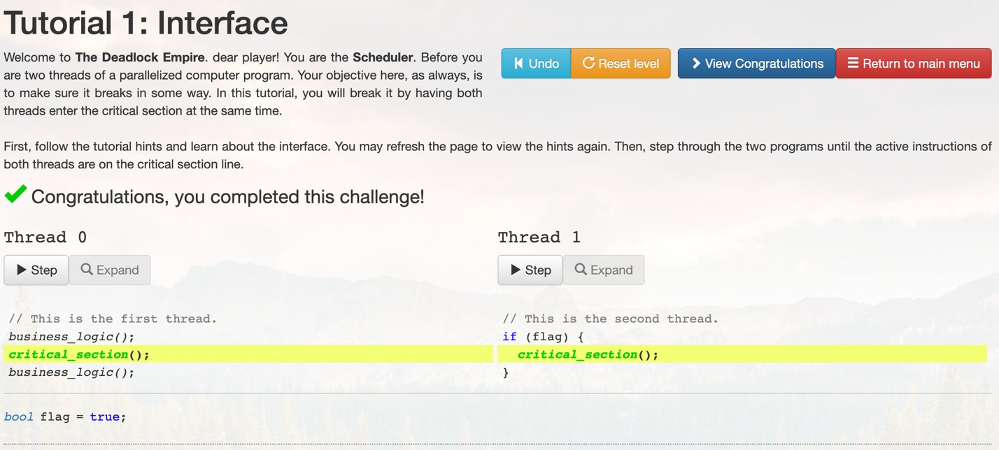 Tutorial 1: Interface
Welcome to The Deadlock Empire. dear player! You are the Scheduler. Before you
are two threads of a parallelized computer program. Your objective here, as always, is
to make sure it breaks in some way. In this tutorial, you will break it by having both
threads enter the critical section at the same time.
Undo Reset level View Congratulations Return to main menu
First, follow the tutorial hints and learn about the interface. You may refresh the page to view the hints again. Then, step through the two programs until the active instructions of
both threads are on the critical section line.
Congratulations, you completed this challenge!
Thread 0
Step Expand
// This is the first thread.
business_logic();
critical_section();
business_logic();
Thread 1
Step Expand
// This is the second thread.
if (flag) {
critical_section();
}
bool flag = true;